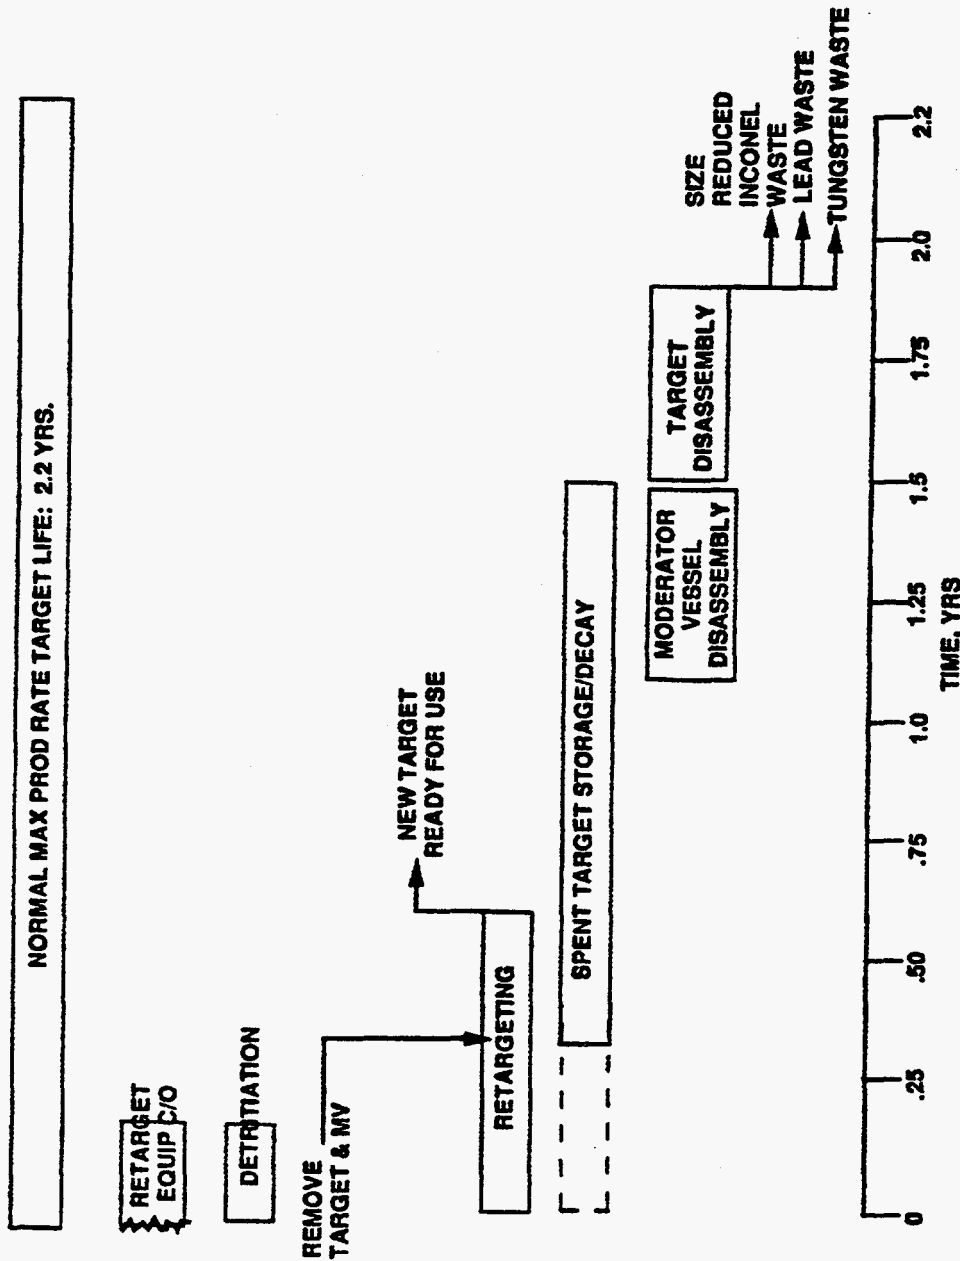 NORMAL MAX PROD RATE TARGET LIFE: 2.2 YRS.
RETARGET
EQUIP C/O
DETRITIATION
REMOVE
TARGET & MV
NEW TARGET
READY FOR USE
RETARGETING
SPENT TARGET STORAGE/DECAY
MODERATOR
VESSEL
DISASSEMBLY
TARGET
DISASSEMBLY
SIZE
REDUCED
INCONEL
WASTE
LEAD WASTE
TUNGSTEN WASTE
0
.25
.50
.75
1.0
1.25
1.5
1.75
2.0
2.2
TIME, YRS